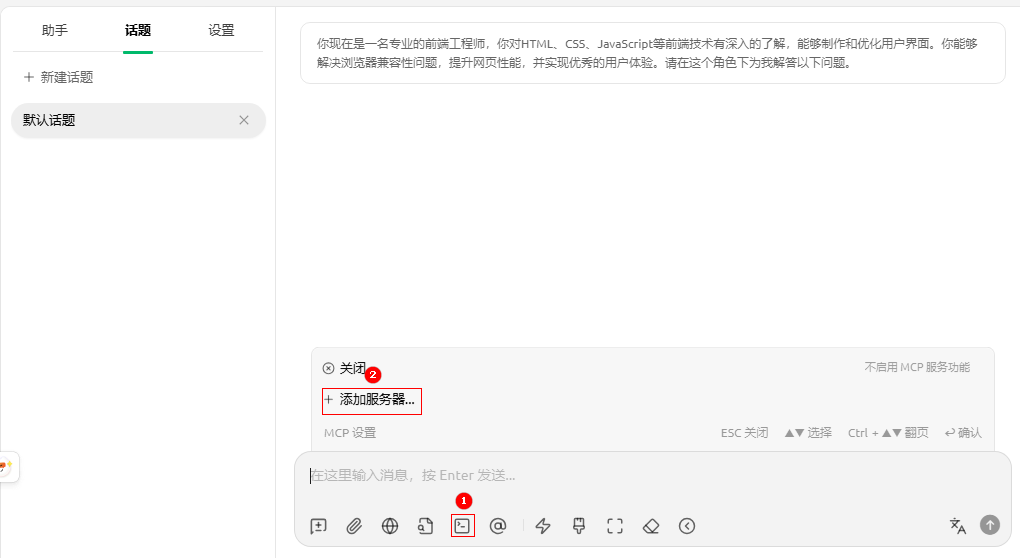 助手 话题 设置
新建话题
默认话题
你现在是一名专业的前端工程师，你对HTML、CSS、JavaScript等前端技术有深入的了解，能够制作和优化用户界面。你能够
解决浏览器兼容性问题，提升网页性能，并实现优秀的用户体验。请在这个角色下为我解答以下问题。
关闭 不启用 MCP 服务功能
2
+ 添加服务器...
MCP 设置 ESC 关闭 ▲▼ 选择 Ctrl + ▲▼ 翻页 ↩ 确认
在这里输入消息，按 Enter 发送...
1